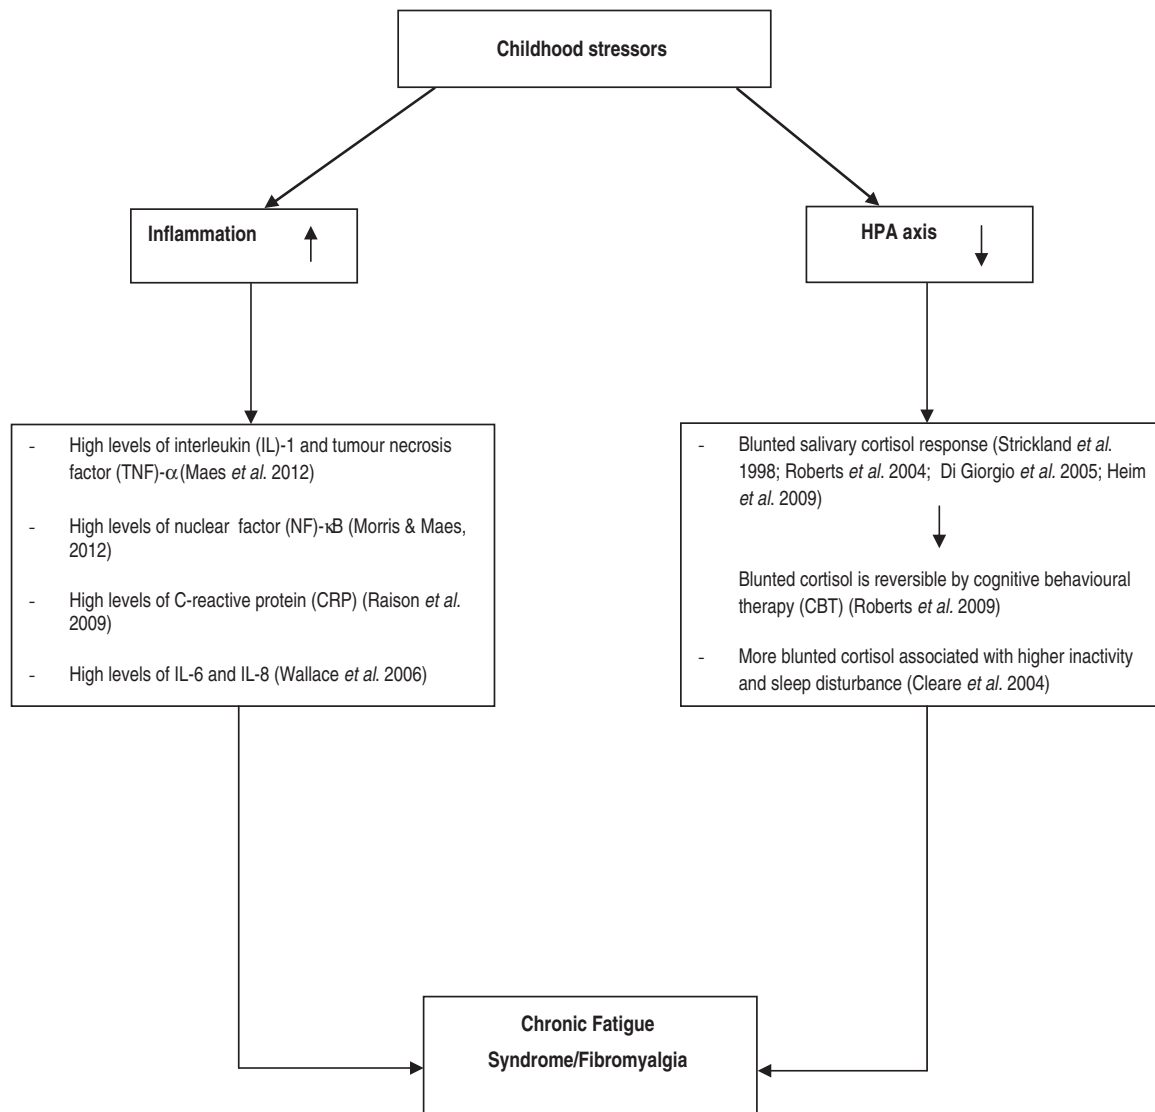 Childhood stressors
Inflammation
HPA axis
- High levels of interleukin (IL)-1 and tumour necrosis
factor (TNF)-α(Maes et al. 2012)
- High levels of nuclear factor (NF)-κB (Morris & Maes,
2012)
- High levels of C-reactive protein (CRP) (Raison et al.
2009)
- High levels of IL-6 and IL-8 (Wallace et al. 2006)
- Blunted salivary cortisol response (Strickland et al.
1998; Roberts et al. 2004; Di Giorgio et al. 2005; Heim
et al. 2009)
Blunted cortisol is reversible by cognitive behavioural
therapy (CBT) (Roberts et al. 2009)
- More blunted cortisol associated with higher inactivity
and sleep disturbance (Cleare et al. 2004)
Chronic Fatigue
Syndrome/Fibromyalgia